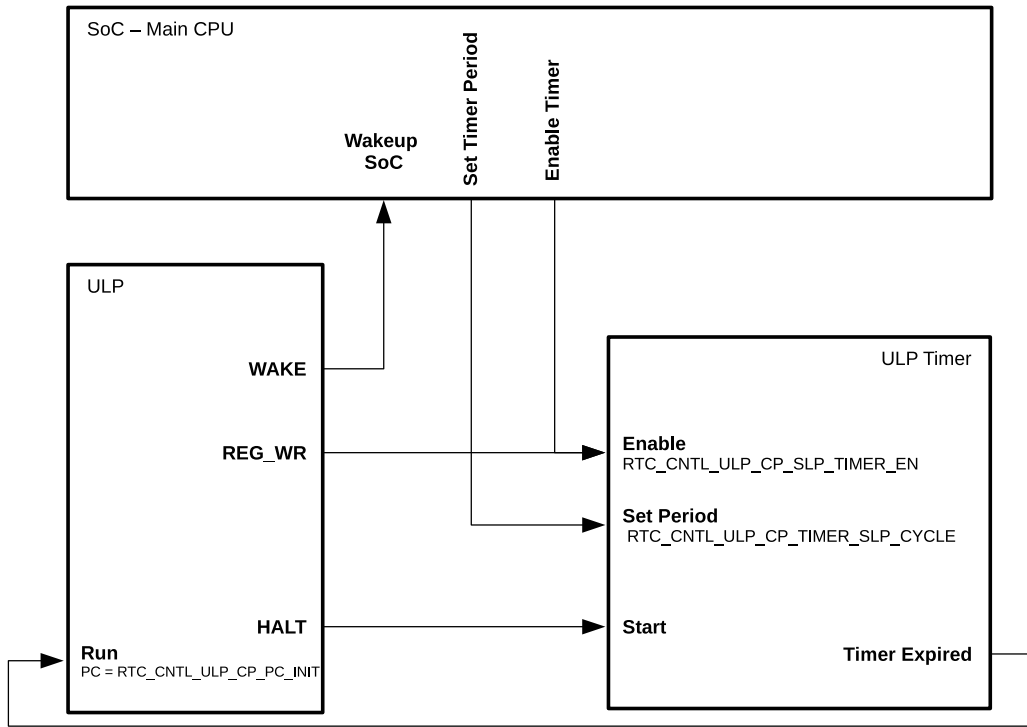 SoC – Main CPU
Wakeup
SoC
Set Timer Period
Enable Timer
ULP
WAKE
REG_WR
HALT
Run
PC = RTC_CNTL_ULP_CP_PC_INIT
ULP Timer
Enable
RTC_CNTL_ULP_CP_SLP_TIMER_EN
Set Period
RTC_CNTL_ULP_CP_TIMER_SLP_CYCLE
Start
Timer Expired